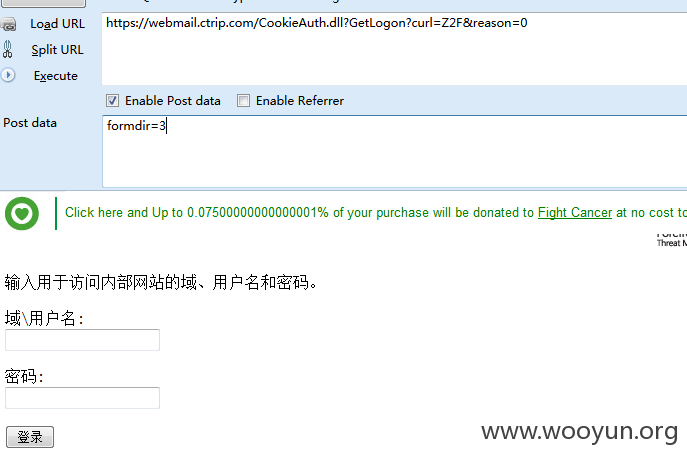 Load URL
https://webmail.ctrip.com/CookieAuth.dll?GetLogon?curl=Z2F&reason=0
Split URL
Execute
Enable Post data Enable Referrer
Post data
formdir=3
Click here and Up to 0.07500000000000001% of your purchase will be donated to Fight Cancer at no cost to
Threat M
输入用于访问内部网站的域、用户名和密码。
域\用户名:
密码:
登录
www.wooyun.org